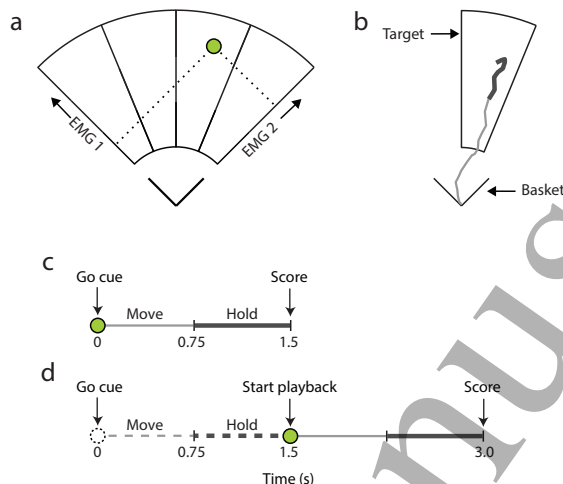 a
EMG 1
EMG 2
b
Target
Basket
c
Go cue
Score
Move
Hold
0
0.75
1.5
d
Go cue
Start playback
Score
Move
Hold
0
0.75
1.5
3.0
Time (s)
nus